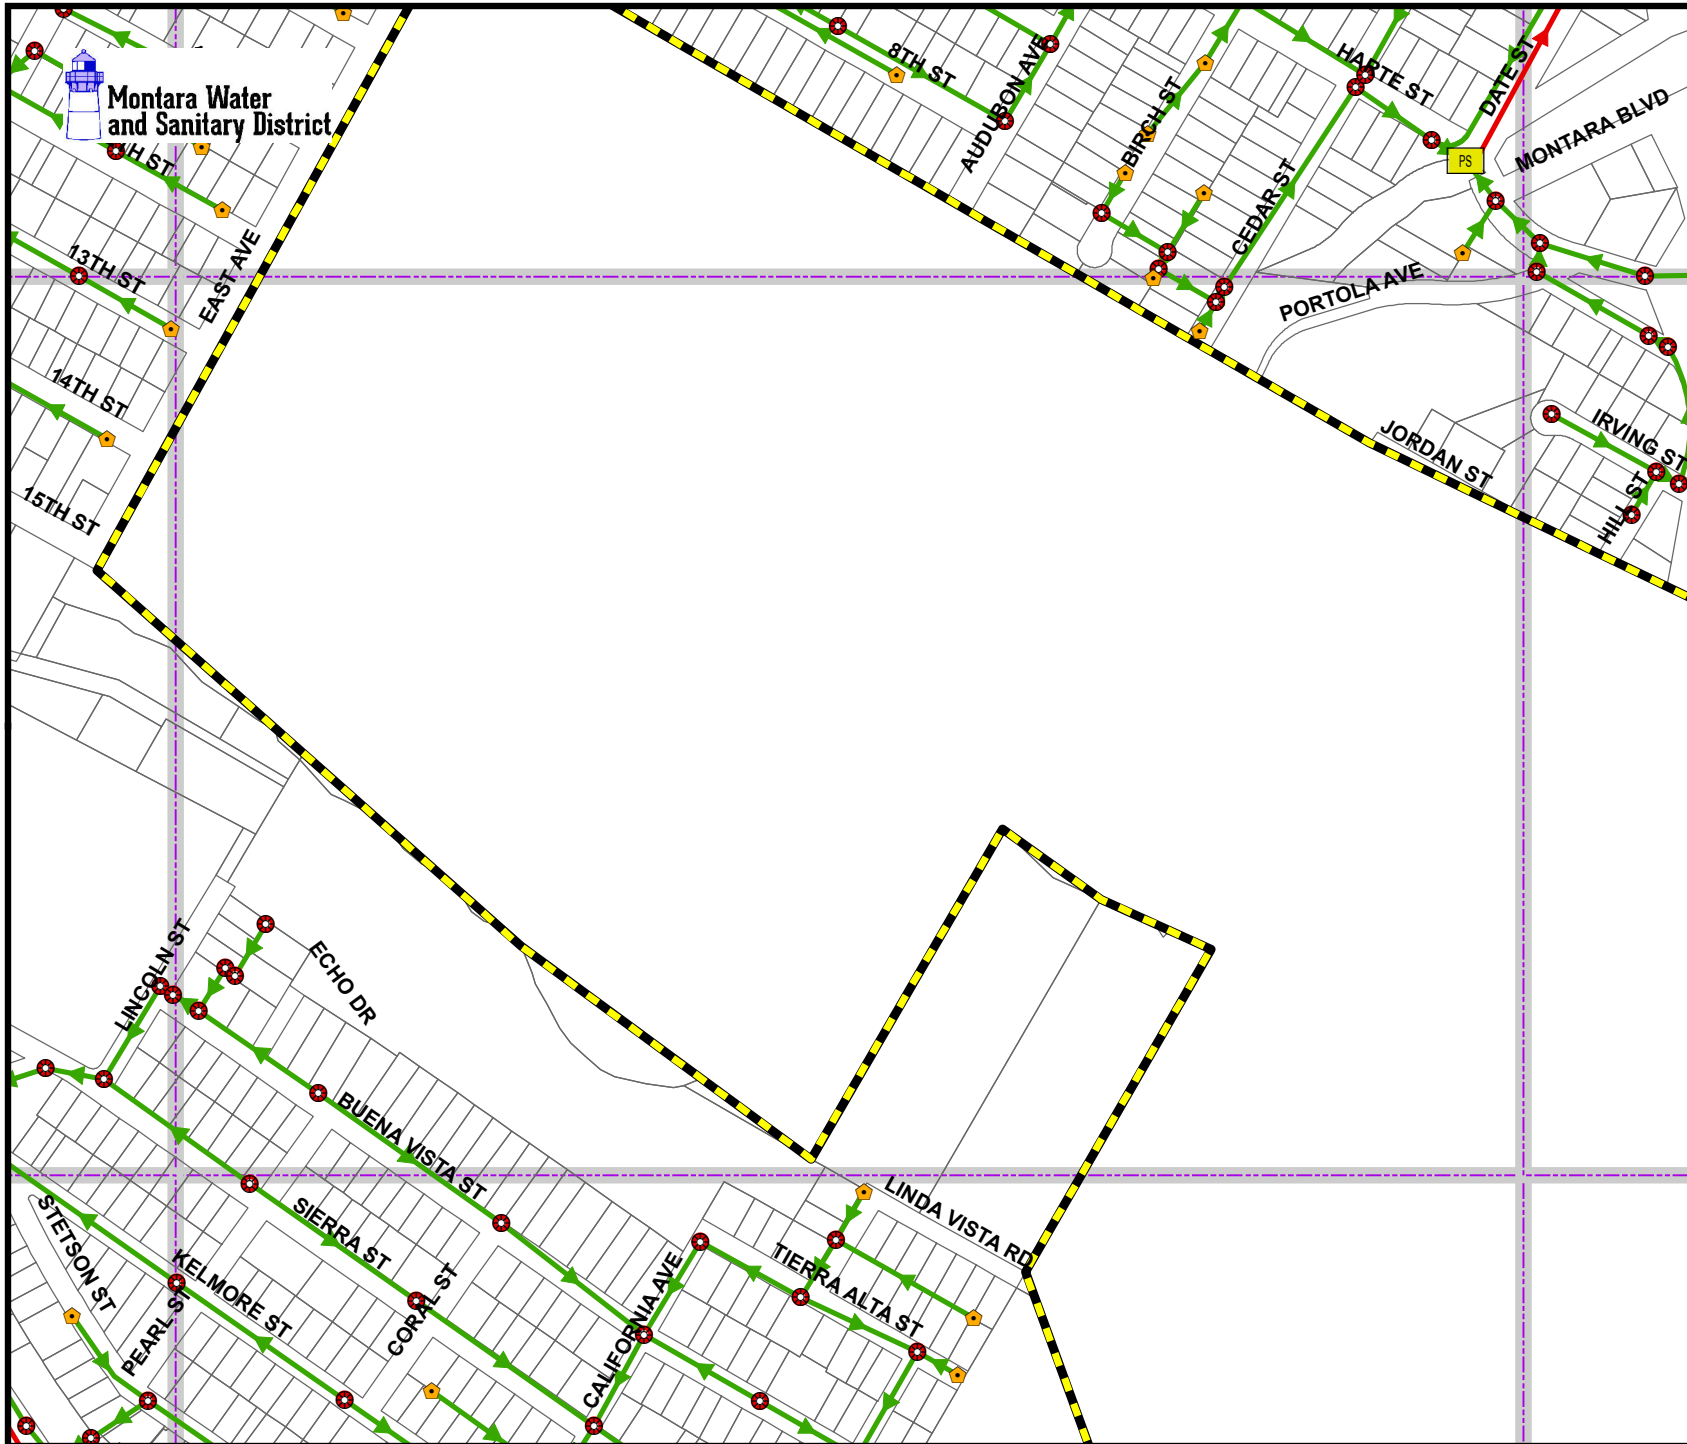 Montara Water
and Sanitary District
8TH ST
AUDUBON AVE
BIRCH ST
CEDAR ST
HARTE ST
DATE ST
MONTARA BLVD
PS
PORTOLA AVE
H ST
13TH ST
EAST AVE
14TH ST
15TH ST
JORDAN ST
IRVING ST
HILL ST
LINCOLN ST
ECHO DR
BUENA VISTA ST
SIERRA ST
STETSON ST
KELMORE ST
PEARL ST
CORAL ST
CALIFORNIA AVE
TIERRA ALTA ST
LINDA VISTA RD